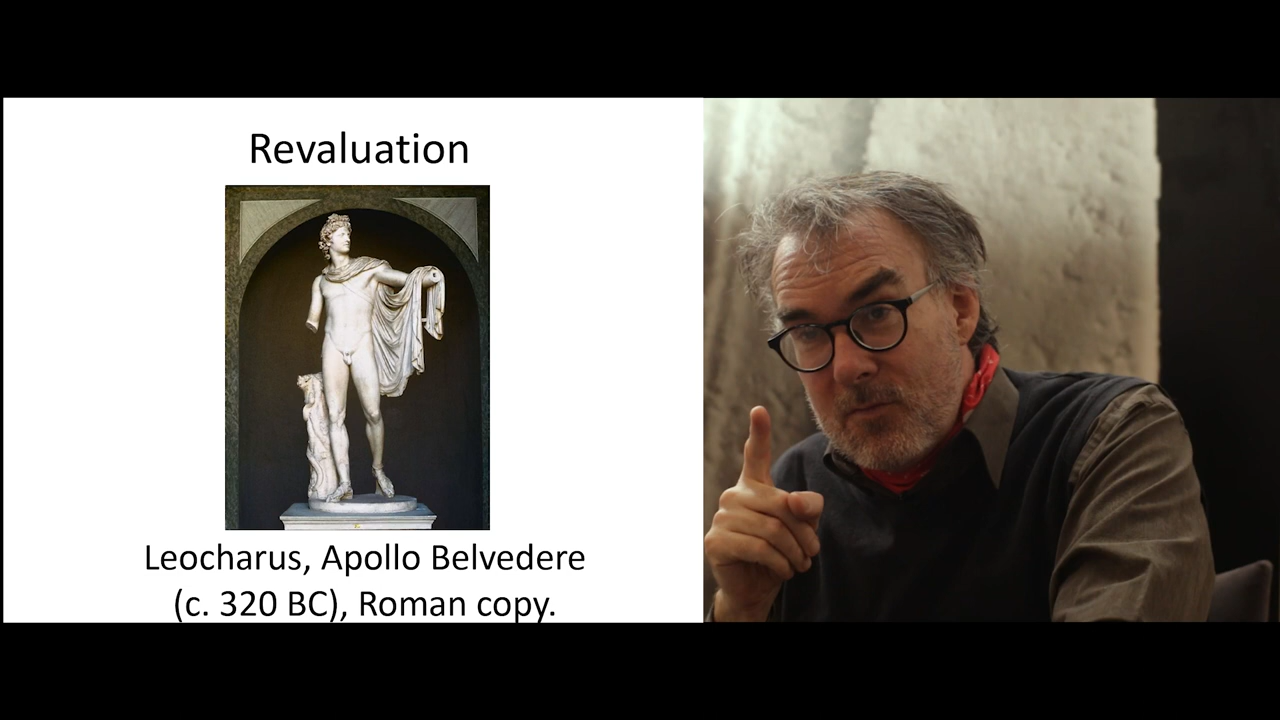 Revaluation
Leocharus, Apollo Belvedere
(c. 320 BC), Roman copy.